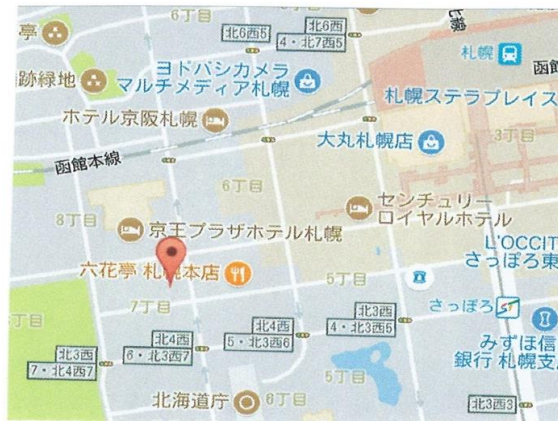 6丁目
北6西5
北6西
4・北7西5
亭
札幌
函館
ヨドバシカメラ
マルチメディア札幌
跡緑地
札幌ステラプレイス
ホテル京阪札幌
大丸札幌店
3丁目
函館本線
6丁目
8丁目
センチュリー
ロイヤルホテル
京王プラザホテル札幌
L'OCCIT
さっぽろ東
六花亭 札幌本店
5丁目
7丁目
さっぽろ
ST
丁目
北3西
4・北3西5
北4西
5・北3西6
北4西
6・北3西7
北3西
7・北4西7
みずほ信
銀行 札幌支
5丁目
北海道庁
6丁目
北3西3